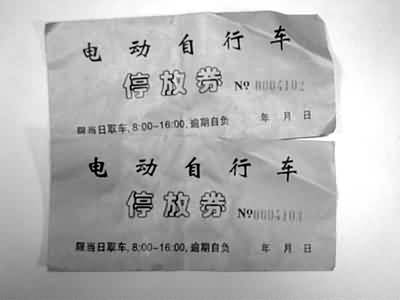 电动自行车
停放券 No 0004102
限当日取车, 8:00-16:00, 逾期自负 年 月 日
电动自行车
停放券 No 0004103
限当日取车, 8:00-16:00, 逾期自负 年 月 日